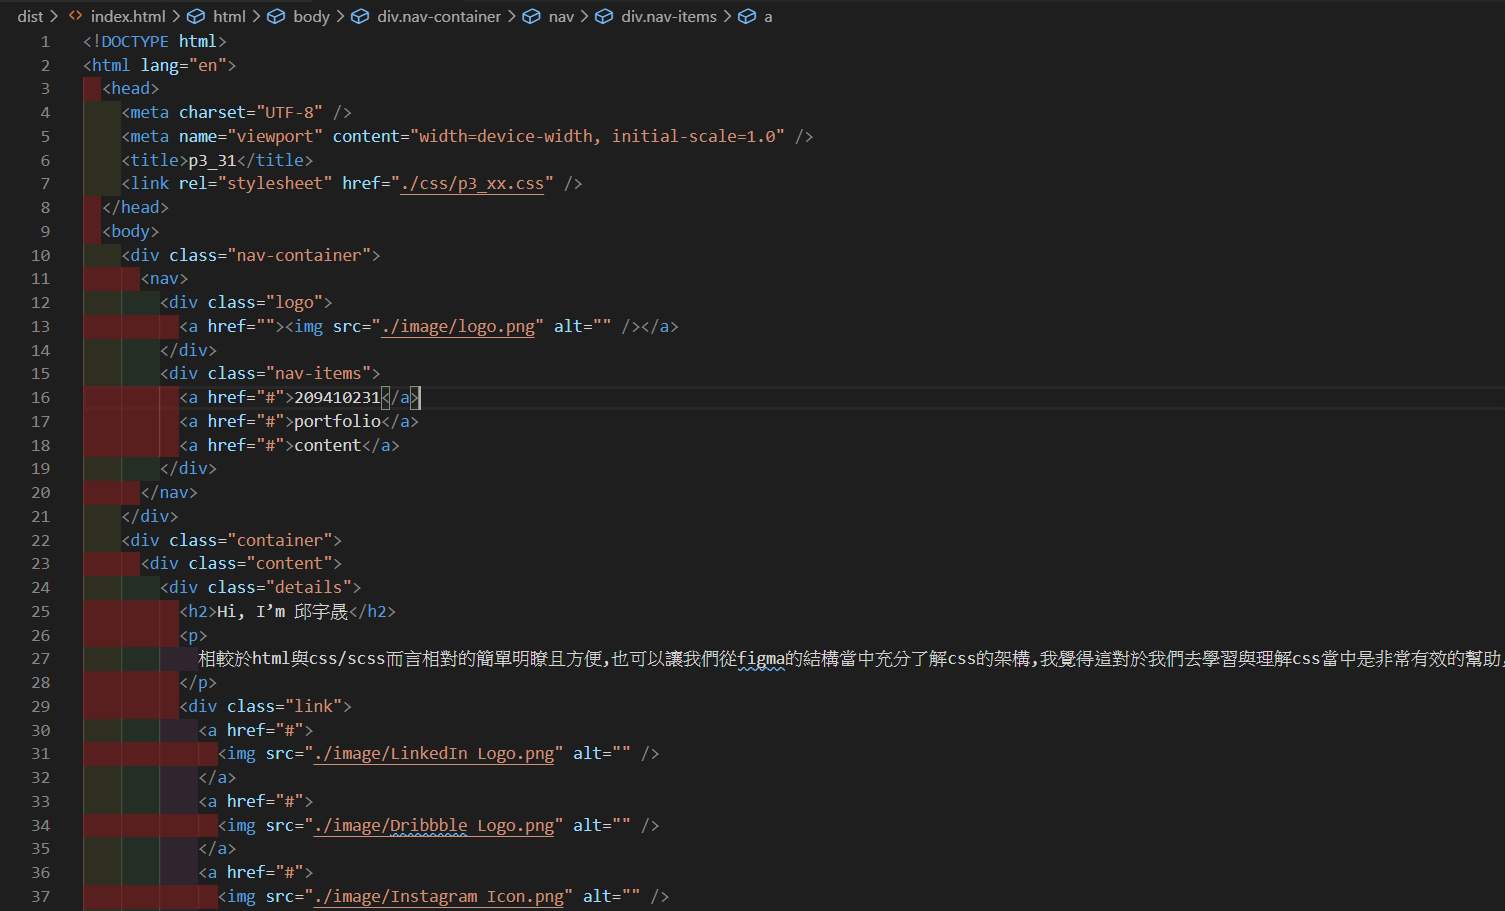 dist > index.html > html > body > div.nav-container > nav > div.nav-items > a
1 <!DOCTYPE html>
2 <html lang="en">
3 <head>
4 <meta charset="UTF-8" />
5 <meta name="viewport" content="width=device-width, initial-scale=1.0" />
6 <title>p3_31</title>
7 <link rel="stylesheet" href="./css/p3_xx.css" />
8 </head>
9 <body>
10 <div class="nav-container">
11 <nav>
12 <div class="logo">
13 <a href=""><img src="./image/logo.png" alt="" /></a>
14 </div>
15 <div class="nav-items">
16 <a href="#">209410231</a>
17 <a href="#">portfolio</a>
18 <a href="#">content</a>
19 </div>
20 </nav>
21 </div>
22 <div class="container">
23 <div class="content">
24 <div class="details">
25 <h2>Hi, I’m 邱宇晟</h2>
26 <p>
27 相較於html與css/scss而言相對的簡單明瞭且方便,也可以讓我們從figma的結構當中充分了解css的架構,我覺得這對於我們去學習與理解css當中是非常有效的幫助,
28 </p>
29 <div class="link">
30 <a href="#">
31 <img src="./image/LinkedIn Logo.png" alt="" />
32 </a>
33 <a href="#">
34 <img src="./image/Dribbble Logo.png" alt="" />
35 </a>
36 <a href="#">
37 <img src="./image/Instagram Icon.png" alt="" />